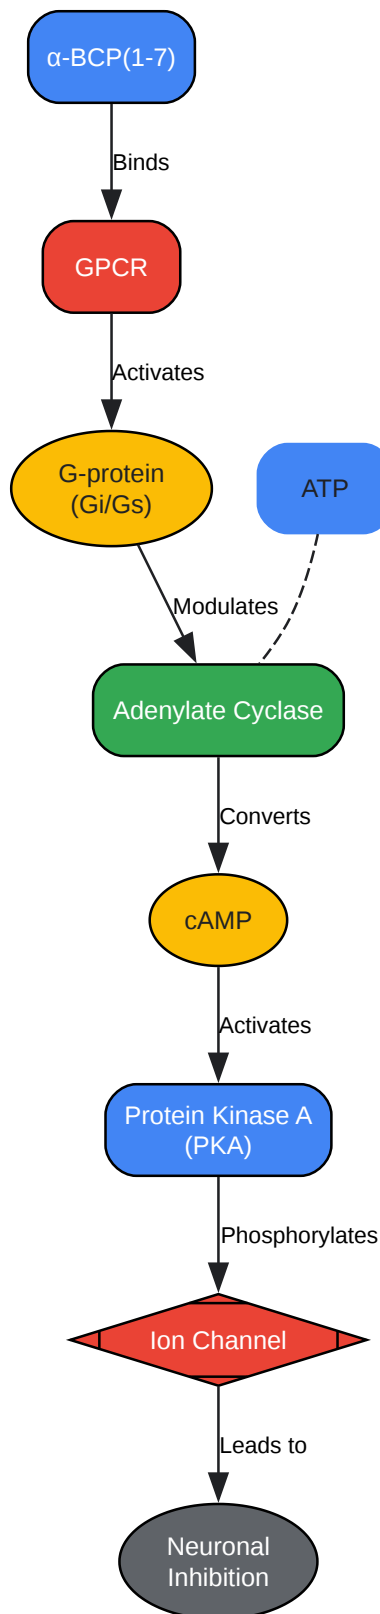 α-BCP(1-7)
Binds
GPCR
Activates
G-protein
(Gi/Gs)
ATP
Modulates
Adenylate Cyclase
Converts
cAMP
Activates
Protein Kinase A
(PKA)
Phosphorylates
Ion Channel
Leads to
Neuronal
Inhibition